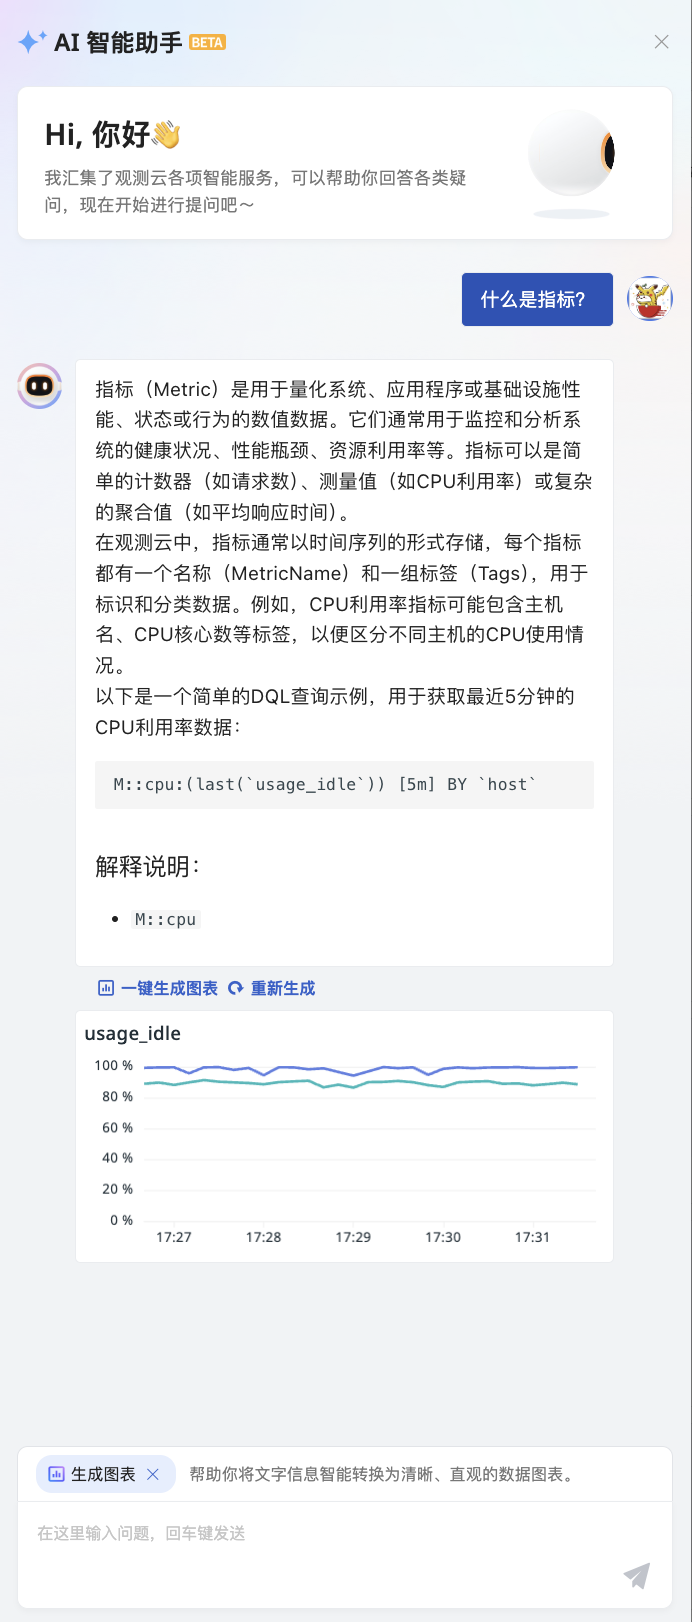 AI 智能助手 BETA
Hi, 你好👋
我汇集了观测云各项智能服务，可以帮助你回答各类疑
问，现在开始进行提问吧～
什么是指标?
指标（Metric）是用于量化系统、应用程序或基础设施性
能、状态或行为的数值数据。它们通常用于监控和分析系
统的健康状况、性能瓶颈、资源利用率等。指标可以是简
单的计数器（如请求数）、测量值（如CPU利用率）或复杂
的聚合值（如平均响应时间）。
在观测云中，指标通常以时间序列的形式存储，每个指标
都有一个名称（MetricName）和一组标签（Tags），用于
标识和分类数据。例如，CPU利用率指标可能包含主机
名、CPU核心数等标签，以便区分不同主机的CPU使用情
况。
以下是一个简单的DQL查询示例，用于获取最近5分钟的
CPU利用率数据：
M::cpu:(last(`usage_idle`)) [5m] BY `host`
解释说明：
• M::cpu
一键生成图表 重新生成
usage_idle
100 %
80 %
60 %
40 %
20 %
0 %
17:27 17:28 17:29 17:30 17:31
生成图表 × 帮助你将文字信息智能转换为清晰、直观的数据图表。
在这里输入问题，回车键发送